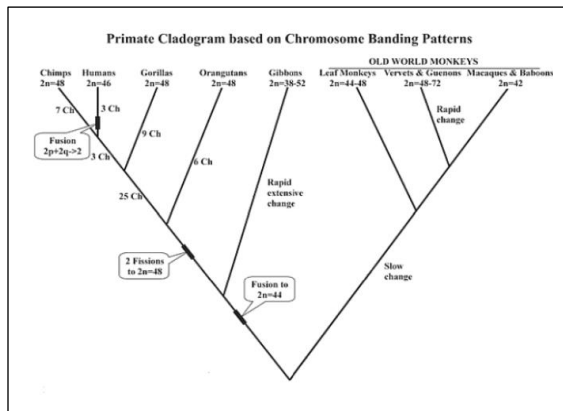 Primate Cladogram based on Chromosome Banding Patterns
OLD WORLD MONKEYS
Chimps
2n=48
Humans
2n=46
Gorillas
2n=48
Orangutans
2n=48
Gibbons
2n=38-52
Leaf Monkeys
2n=44-48
Vervets & Guenons
2n=48-72
Macaques & Baboons
2n=42
7 Ch
3 Ch
Fusion
2p+2q->2
3 Ch
9 Ch
6 Ch
25 Ch
Rapid
extensive
change
Rapid
change
2 Fissions
to 2n=48
Fusion to
2n=44
Slow
change